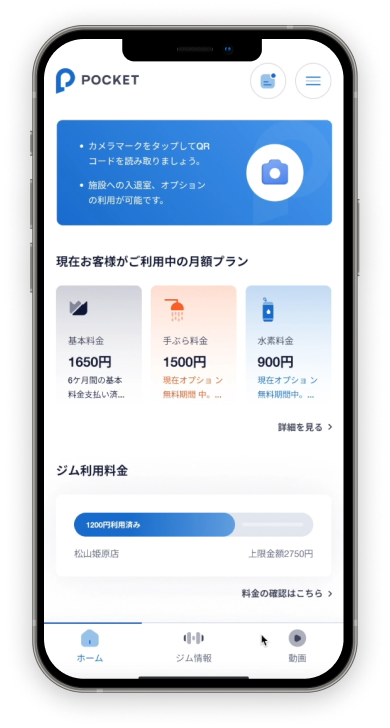 POCKET
・カメラマークをタップしてQR
コードを読み取りましょう。
・施設への入退室、オプション
の利用が可能です。
現在お客様がご利用中の月額プラン
基本料金
1650円
6ケ月間の基本
料金支払い済...
手ぶら料金
1500円
現在オプション
無料期間 中。...
水素料金
900円
現在オプション
無料期間中。...
詳細を見る
ジム利用料金
1200円利用済み
松山姫原店
上限金額2750円
料金の確認はこちら
ホーム
ジム情報
動画